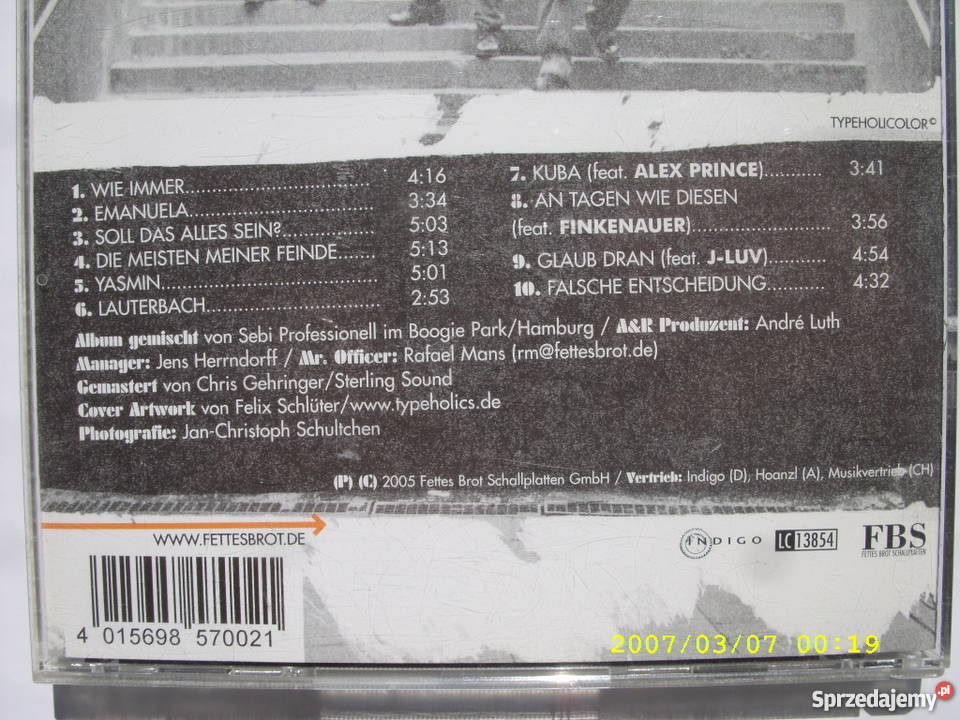 TYPEHOLICOLOR©
1. WIE IMMER............................... 4:16
2. EMANUELA............................... 3:34
3. SOLL DAS ALLES SEIN?............... 5:03
4. DIE MEISTEN MEINER FEINDE....... 5:13
5. YASMIN................................... 5:01
6. LAUTERBACH............................ 2:53
7. KUBA (feat. ALEX PRINCE)........... 3:41
8. AN TAGEN WIE DIESEN
(feat. FINKENAUER)........................ 3:56
9. GLAUB DRAN (feat. J-LUV).......... 4:54
10. FALSCHE ENTSCHEIDUNG.......... 4:32
Album gemischt von Sebi Professionell im Boogie Park/Hamburg / A&R Produzent: André Luth
Manager: Jens Herrndorff / Mr. Officer: Rafael Mans (rm@fettesbrot.de)
Gemastert von Chris Gehringer/Sterling Sound
Cover Artwork von Felix Schlüter/www.typeholics.de
Photografie: Jan-Christoph Schultchen
(P) (C) 2005 Fettes Brot Schallplatten GmbH / Vertrieb: Indigo (D), Hoanzl (A), Musikvertrieb (CH)
WWW.FETTESBROT.DE
INDIGO LC 13854 FBS
FETTES BROT SCHALLPLATTEN
4 015698 570021
2007/03/07 00:19
Sprzedajemy.pl